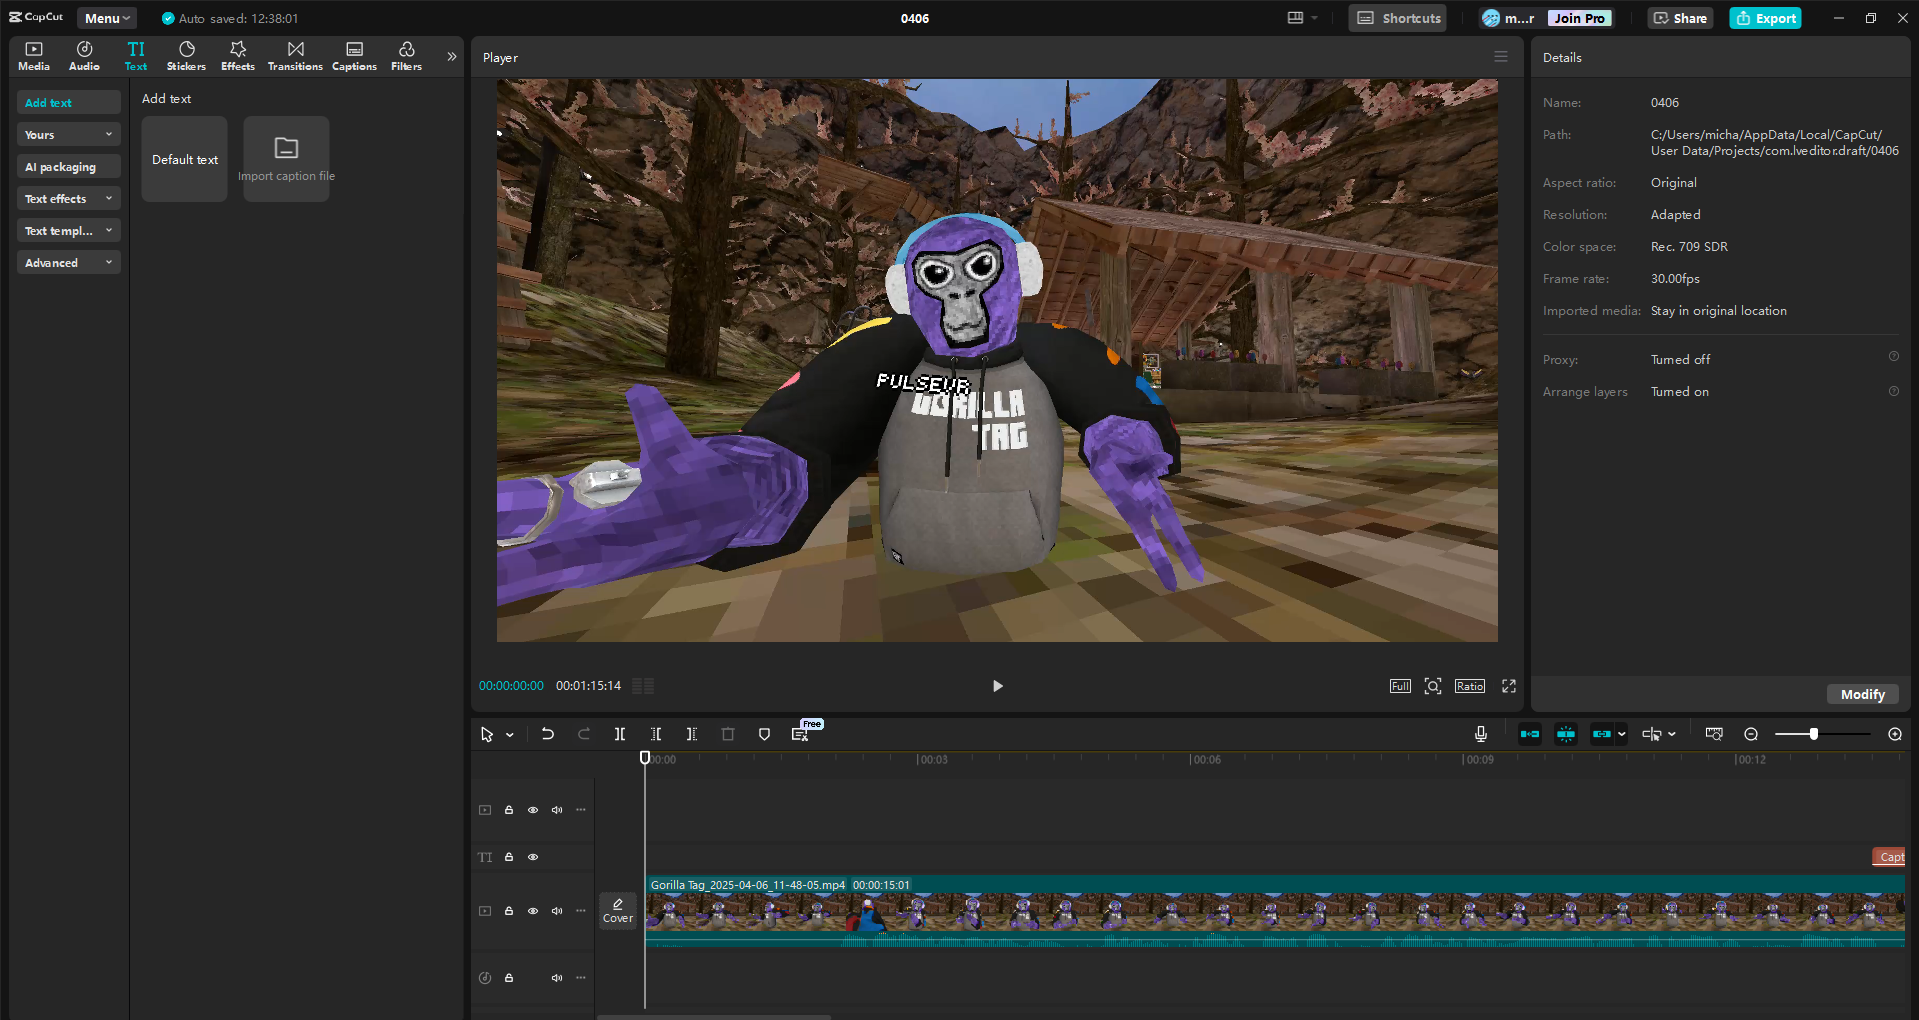 CapCut Menu Auto saved: 12:38:01 0406 Shortcuts m...r Join Pro Share Export
Media Audio Text Stickers Effects Transitions Captions Filters
TI
Add text
Yours
AI packaging
Text effects
Text templ...
Advanced
Add text
Default text
Import caption file
Player
PULSEVR
GORILLA
TAG
00:00:00:00 00:01:15:14
Full Ratio
Details
Name: 0406
Path: C:/Users/micha/AppData/Local/CapCut/
User Data/Projects/com.lveditor.draft/0406
Aspect ratio: Original
Resolution: Adapted
Color space: Rec. 709 SDR
Frame rate: 30.00fps
Imported media: Stay in original location
Proxy: Turned off
Arrange layers Turned on
Modify
Free
00:00 00:03 00:06 00:09 00:12
TI
Capt
Gorilla Tag_2025-04-06_11-48-05.mp4 00:00:15:01
Cover